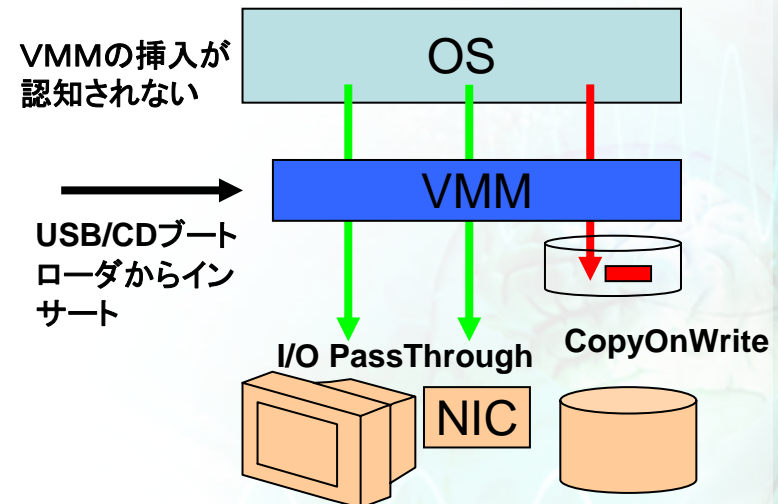 VMMの挿入が
認知されない
OS
VMM
USB/CDブート
ローダからイン
サート
I/O PassThrough
CopyOnWrite
NIC